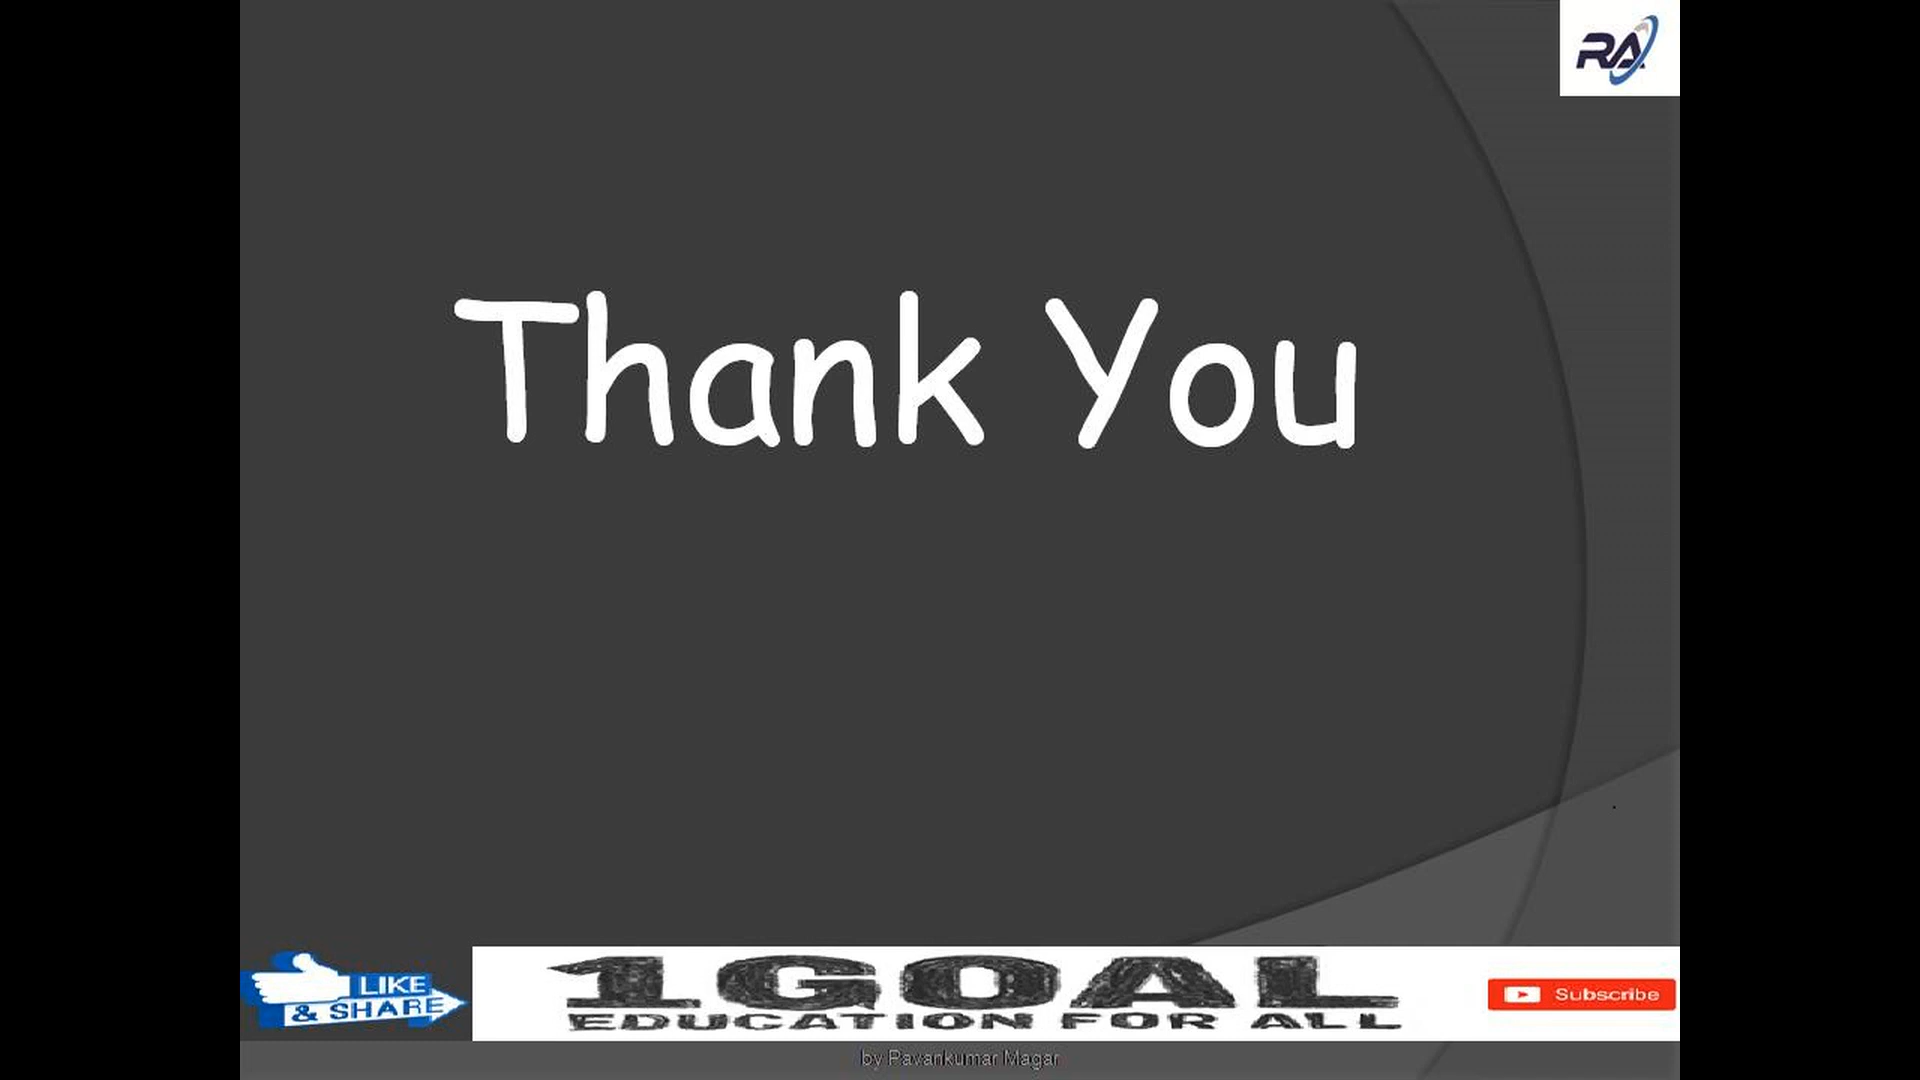 RA
Thank You
LIKE
& SHARE
1GOAL
EDUCATION FOR ALL
Subscribe
by Pavankumar Magar